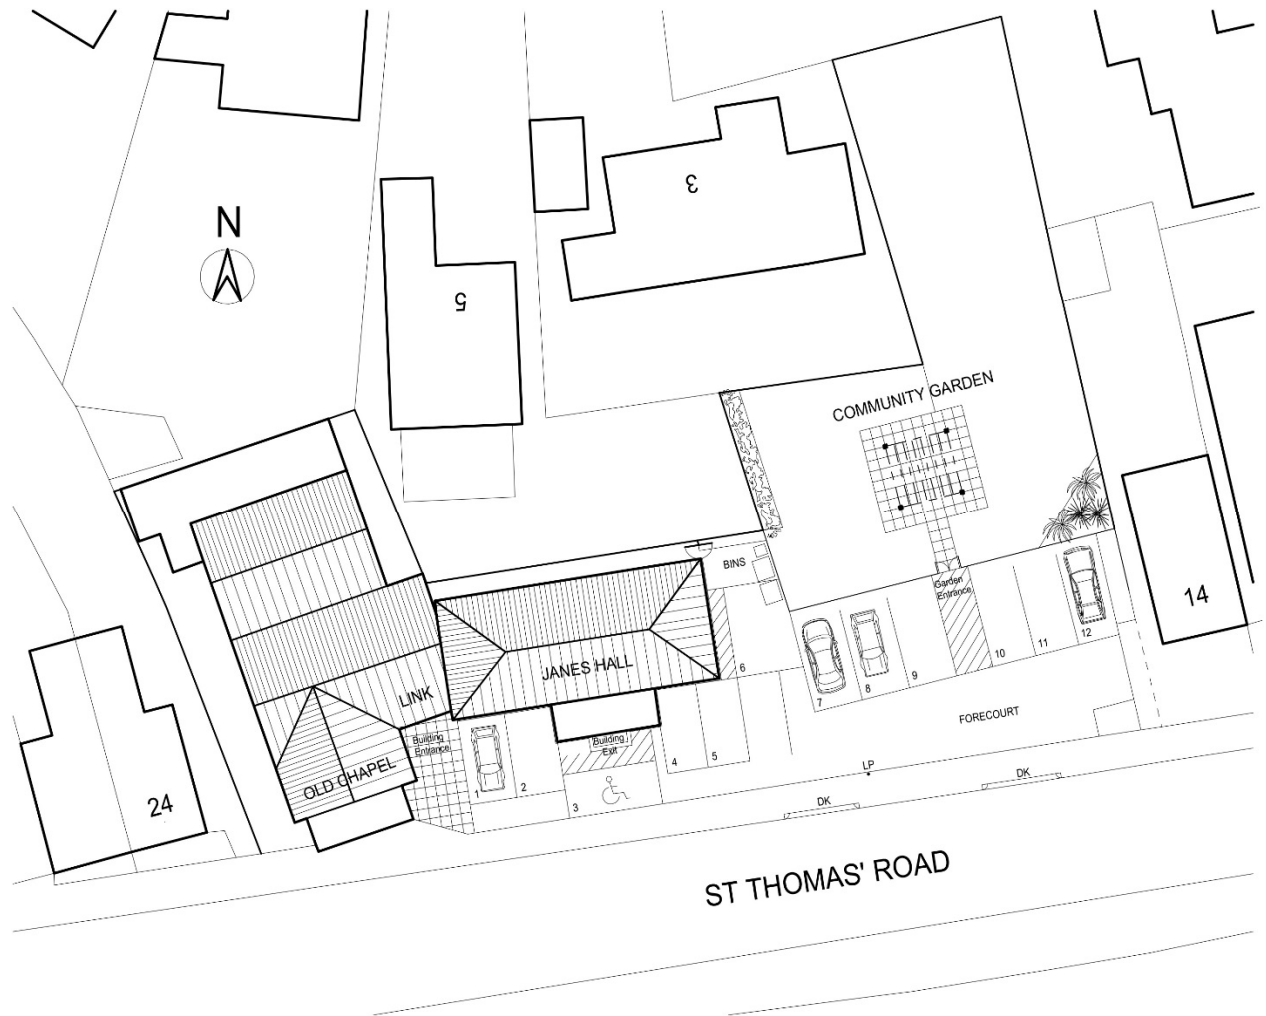 3
N
5
COMMUNITY GARDEN
BINS
Garden
Entrance
14
JANES HALL
6
12
11
10
9
8
7
LINK
FORECOURT
Building
Entrance
Building
Exit
4
5
OLD CHAPEL
1
2
3
LP
DK
DK
24
ST THOMAS' ROAD